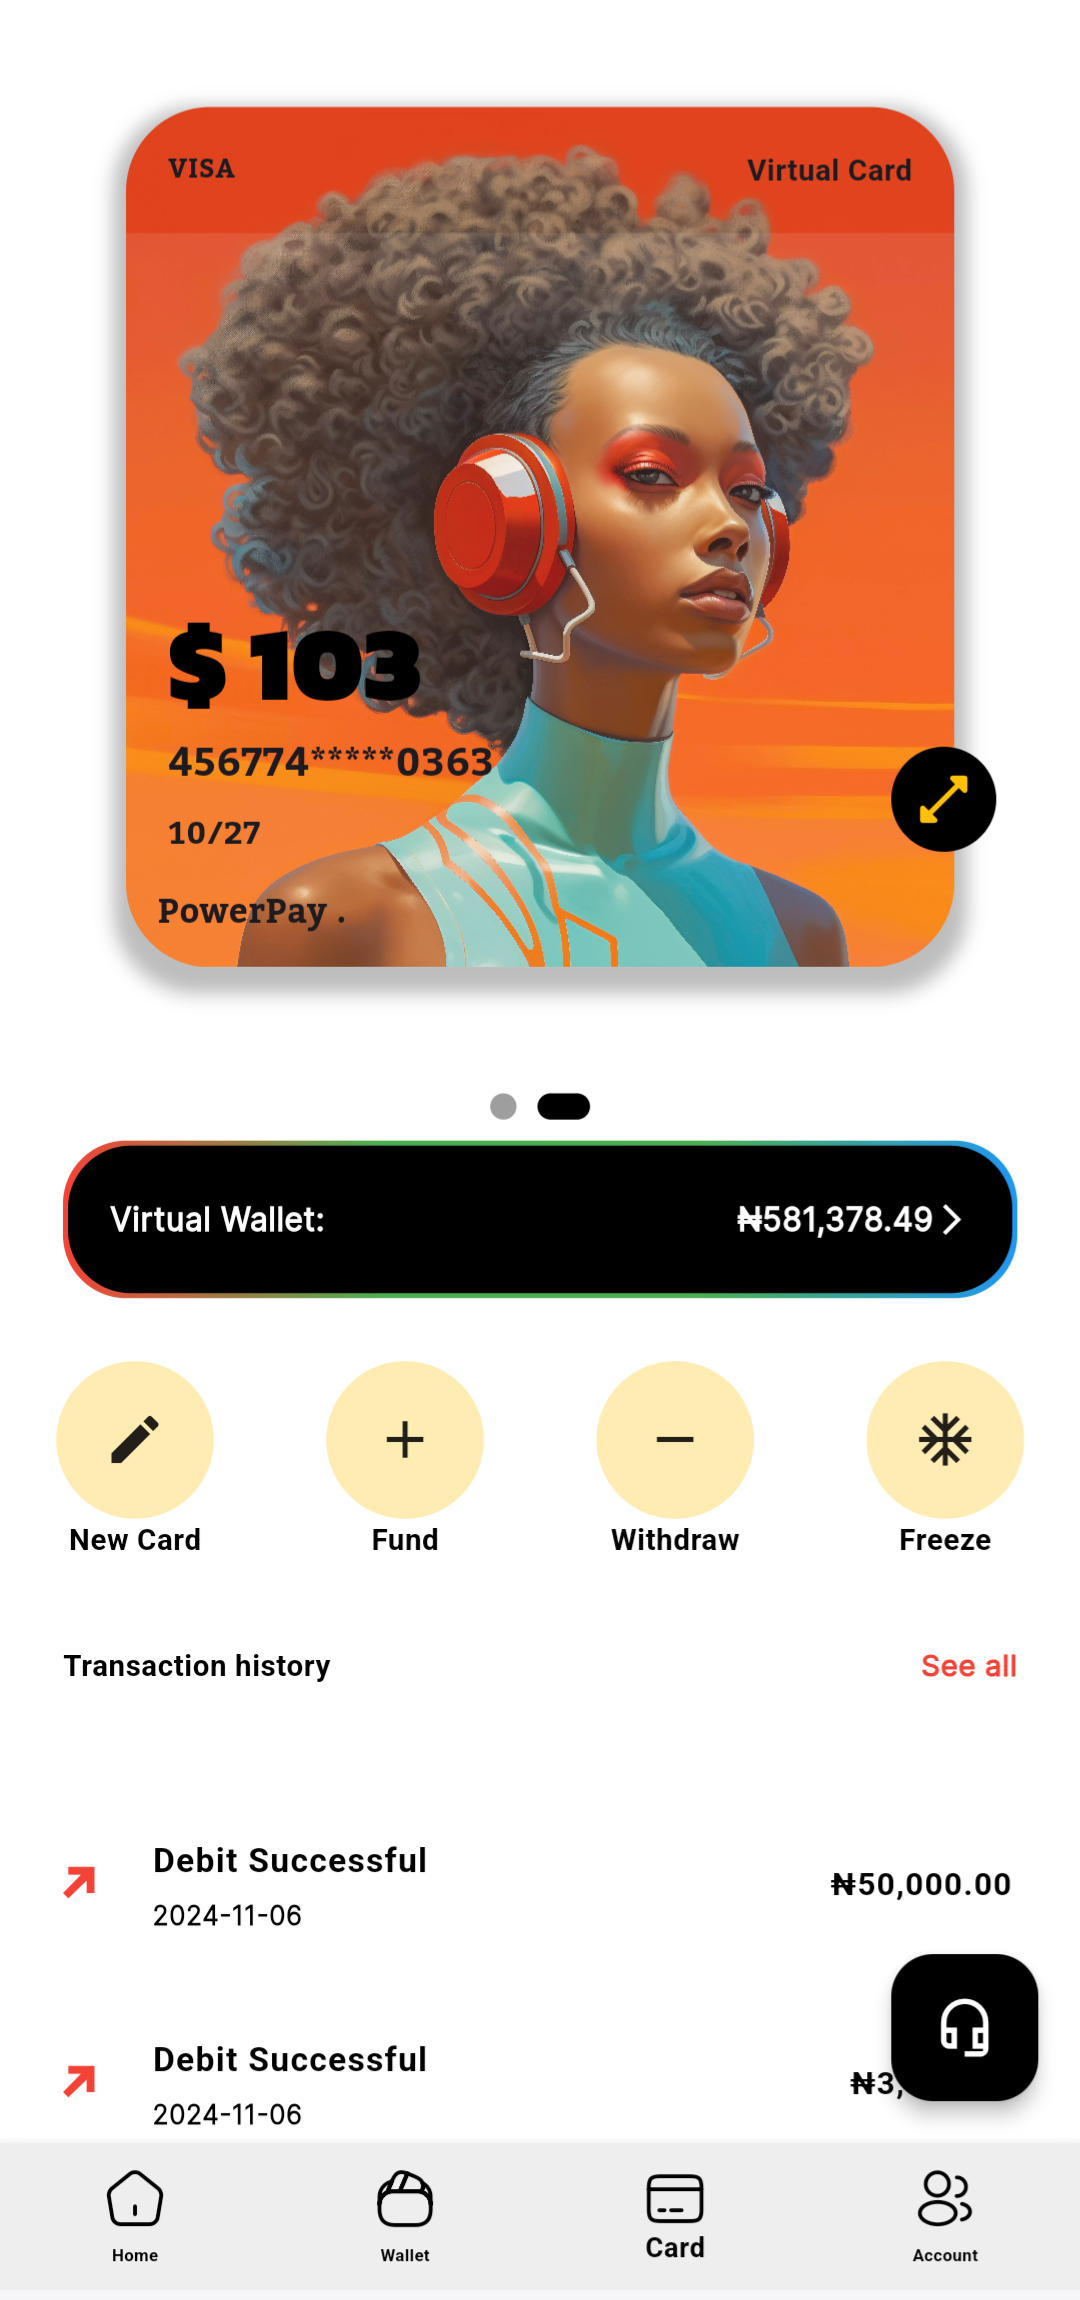 VISA
Virtual Card
$ 103
456774*****0363
10/27
PowerPay .
Virtual Wallet:
₦581,378.49
New Card
Fund
Withdraw
Freeze
Transaction history
See all
Debit Successful
₦50,000.00
2024-11-06
Debit Successful
₦3,
2024-11-06
Home
Wallet
Card
Account